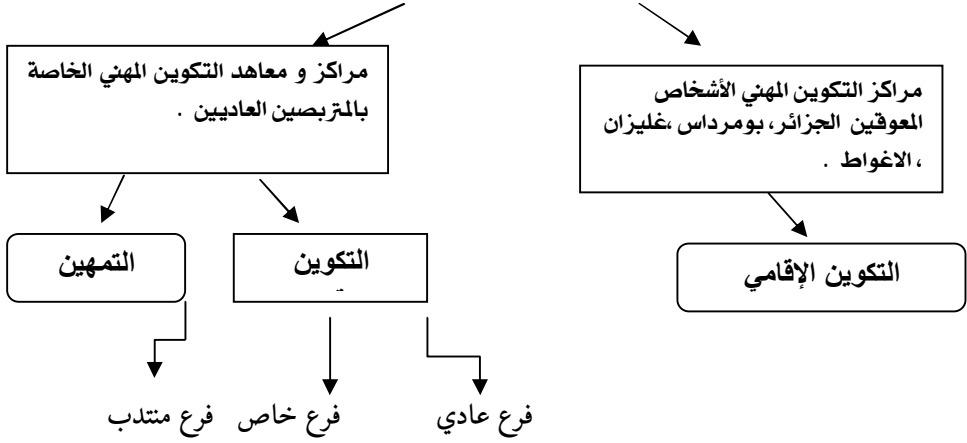 مراكز التكوين المهني الأشخاص
المعوقين الجزائر، بومرداس ،غليزان
، الاغواط .
مراكز و معاهد التكوين المهني الخاصة
بالمتربصين العاديين .
التكوين الإقامي
التكوين
التمهين
فرع عادي
فرع خاص
فرع منتدب